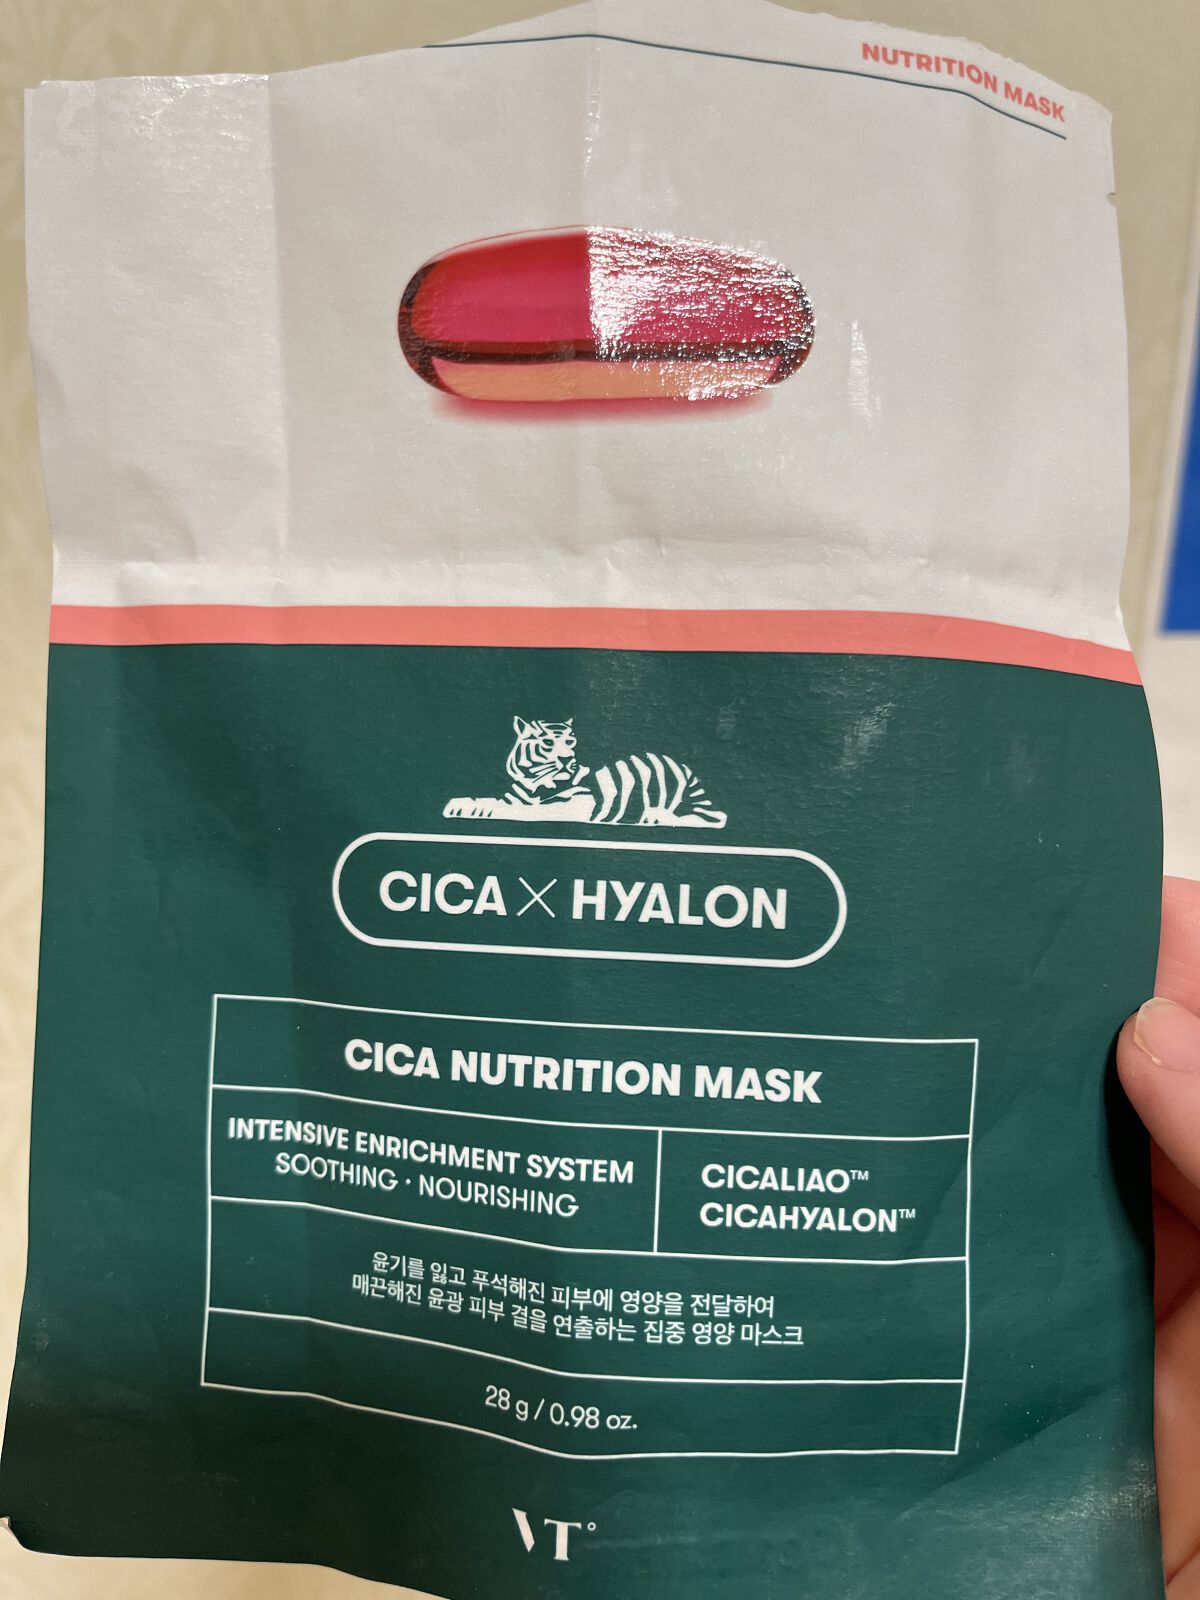 NUTRITION MASK
CICA × HYALON
CICA NUTRITION MASK
INTENSIVE ENRICHMENT SYSTEM
SOOTHING · NOURISHING
CICALIAO™
CICAHYALON™
윤기를 잃고 푸석해진 피부에 영양을 전달하여
매끈해진 윤광 피부 결을 연출하는 집중 영양 마스크
28 g / 0.98 oz.
VT°